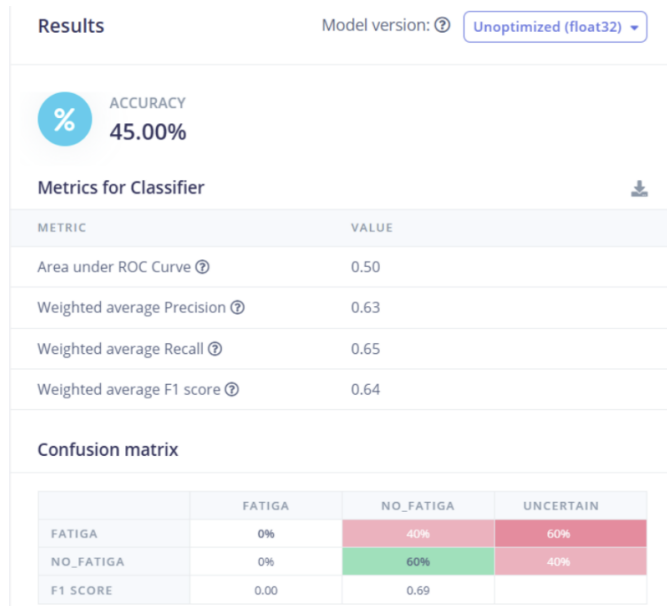 Results Model version: Unoptimized (float32)
%
ACCURACY
45.00%
Metrics for Classifier
METRIC VALUE
Area under ROC Curve ? 0.50
Weighted average Precision ? 0.63
Weighted average Recall ? 0.65
Weighted average F1 score ? 0.64
Confusion matrix
FATIGA NO_FATIGA UNCERTAIN
FATIGA 0% 40% 60%
NO_FATIGA 0% 60% 40%
F1 SCORE 0.00 0.69